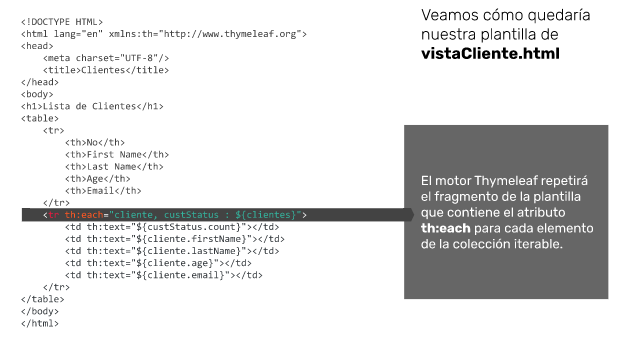 <!DOCTYPE HTML>
<html lang="en" xmlns:th="http://www.thymeleaf.org">
<head>
    <meta charset="UTF-8"/>
    <title>Clientes</title>
</head>
<body>
<h1>Lista de Clientes</h1>
<table>
    <tr>
        <th>No</th>
        <th>First Name</th>
        <th>Last Name</th>
        <th>Age</th>
        <th>Email</th>
    </tr>
    <tr th:each="cliente, custStatus : ${clientes}">
        <td th:text="${custStatus.count}"></td>
        <td th:text="${cliente.firstName}"></td>
        <td th:text="${cliente.lastName}"></td>
        <td th:text="${cliente.age}"></td>
        <td th:text="${cliente.email}"></td>
    </tr>
</table>
</body>
</html>
Veamos cómo quedaría
nuestra plantilla de
vistaCliente.html
El motor Thymeleaf repetirá
el fragmento de la plantilla
que contiene el atributo
th:each para cada elemento
de la colección iterable.